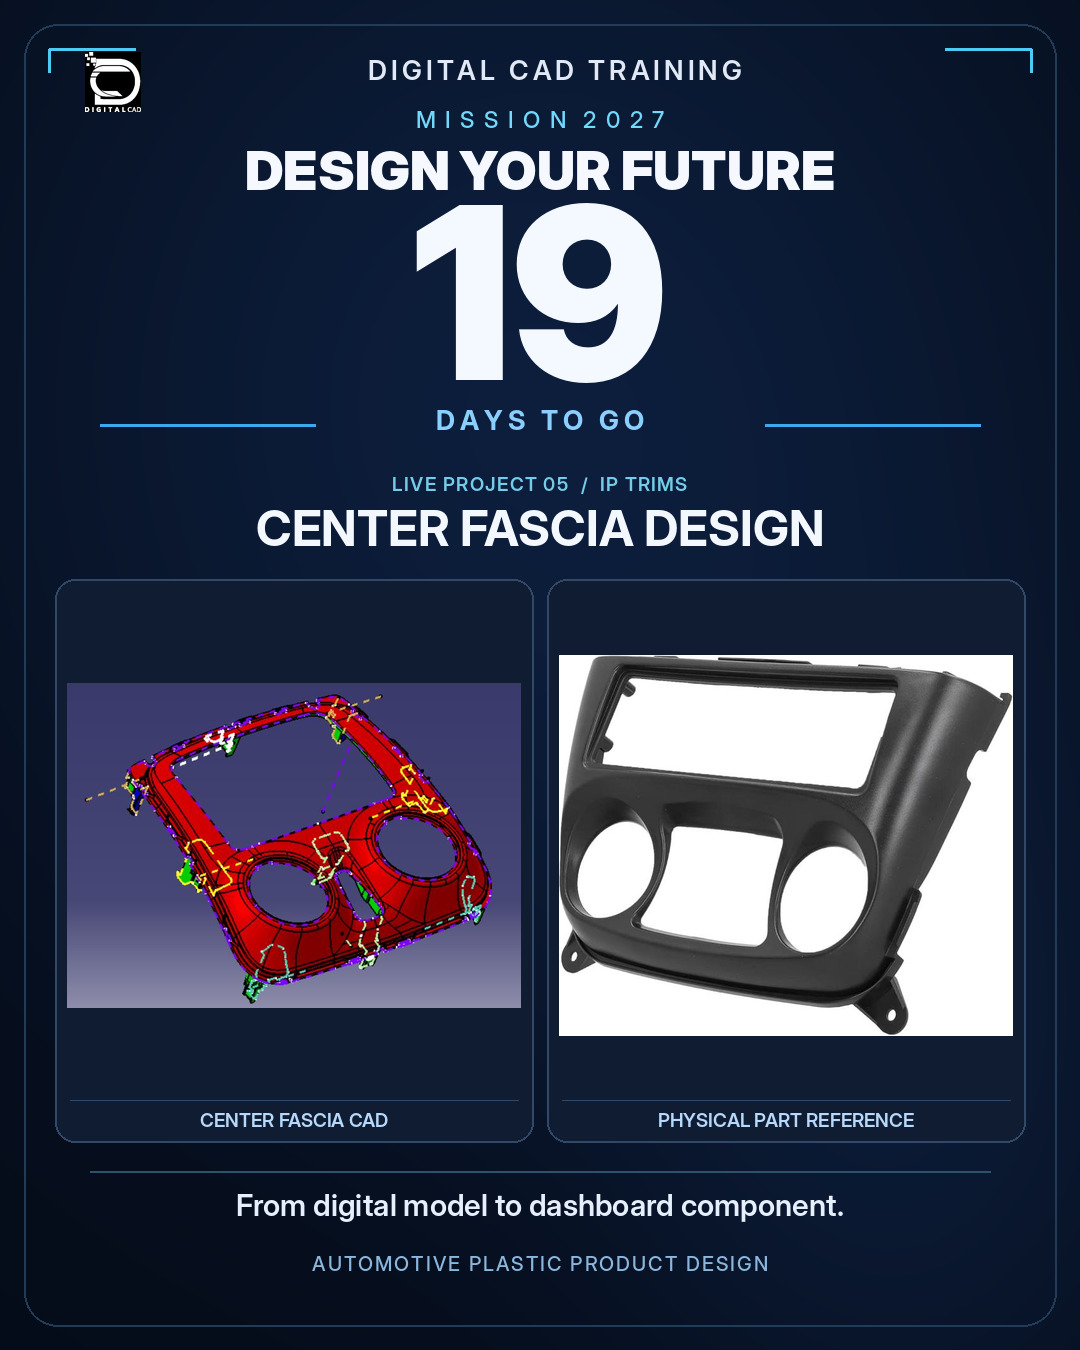 DIGITALCAD
DIGITAL CAD TRAINING
MISSION 2027
DESIGN YOUR FUTURE
19
DAYS TO GO
LIVE PROJECT 05 / IP TRIMS
CENTER FASCIA DESIGN
CENTER FASCIA CAD
PHYSICAL PART REFERENCE
From digital model to dashboard component.
AUTOMOTIVE PLASTIC PRODUCT DESIGN